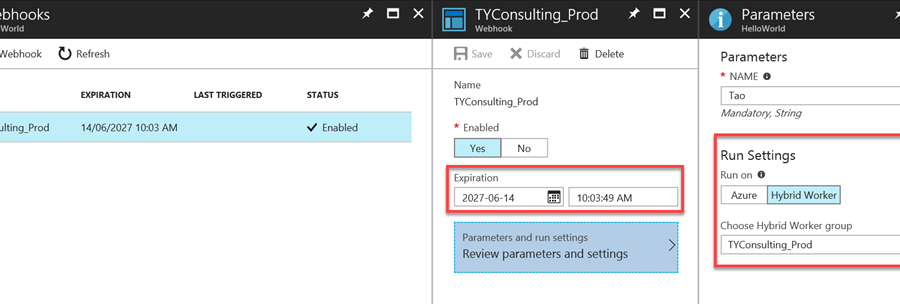 ebhooks
World
Webhook
Refresh
EXPIRATION
LAST TRIGGERED
STATUS
ulting_Prod
14/06/2027 10:03 AM
Enabled
TYConsulting_Prod
Webhook
Save
Discard
Delete
Name
TYConsulting_Prod
* Enabled
Yes
No
Expiration
2027-06-14
10:03:49 AM
Parameters and run settings
Review parameters and settings
Parameters
HelloWorld
Parameters
* NAME
Tao
Mandatory, String
Run Settings
Run on
Azure
Hybrid Worker
Choose Hybrid Worker group
TYConsulting_Prod